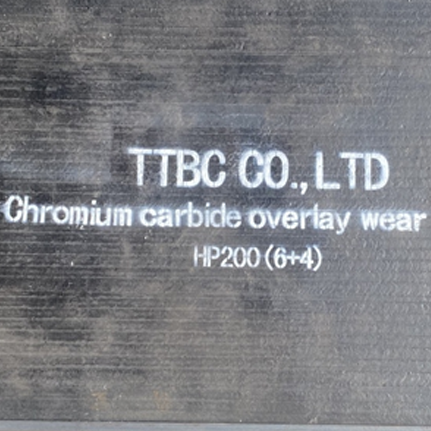 TTBC CO.,LTD
Chromium carbide overlay wear
HP200(6+4)